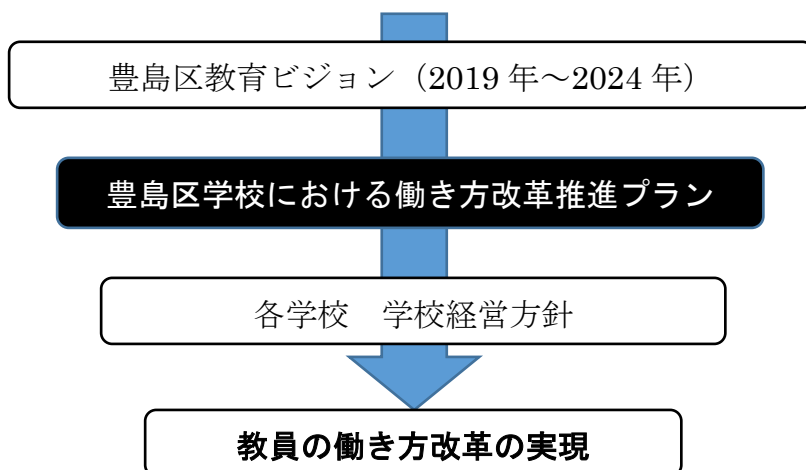 豊島区教育ビジョン（2019 年～2024 年）
豊島区学校における働き方改革推進プラン
各学校　学校経営方針
教員の働き方改革の実現